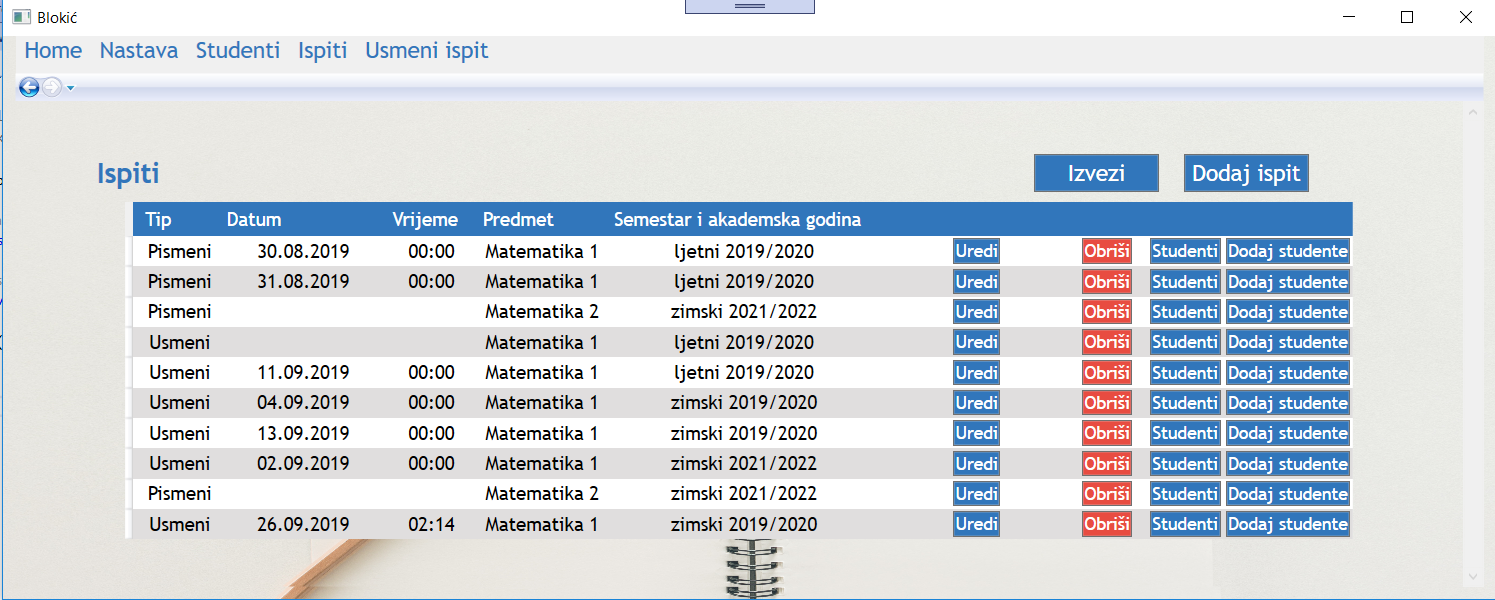 Blokić
Home Nastava Studenti Ispiti Usmeni ispit
Ispiti Izvezi Dodaj ispit
Tip Datum Vrijeme Predmet Semestar i akademska godina
Pismeni 30.08.2019 00:00 Matematika 1 ljetni 2019/2020 Uredi Obriši Studenti Dodaj studente
Pismeni 31.08.2019 00:00 Matematika 1 ljetni 2019/2020 Uredi Obriši Studenti Dodaj studente
Pismeni Matematika 2 zimski 2021/2022 Uredi Obriši Studenti Dodaj studente
Usmeni Matematika 1 ljetni 2019/2020 Uredi Obriši Studenti Dodaj studente
Usmeni 11.09.2019 00:00 Matematika 1 ljetni 2019/2020 Uredi Obriši Studenti Dodaj studente
Usmeni 04.09.2019 00:00 Matematika 1 zimski 2019/2020 Uredi Obriši Studenti Dodaj studente
Usmeni 13.09.2019 00:00 Matematika 1 zimski 2019/2020 Uredi Obriši Studenti Dodaj studente
Usmeni 02.09.2019 00:00 Matematika 1 zimski 2021/2022 Uredi Obriši Studenti Dodaj studente
Pismeni Matematika 2 zimski 2021/2022 Uredi Obriši Studenti Dodaj studente
Usmeni 26.09.2019 02:14 Matematika 1 zimski 2019/2020 Uredi Obriši Studenti Dodaj studente